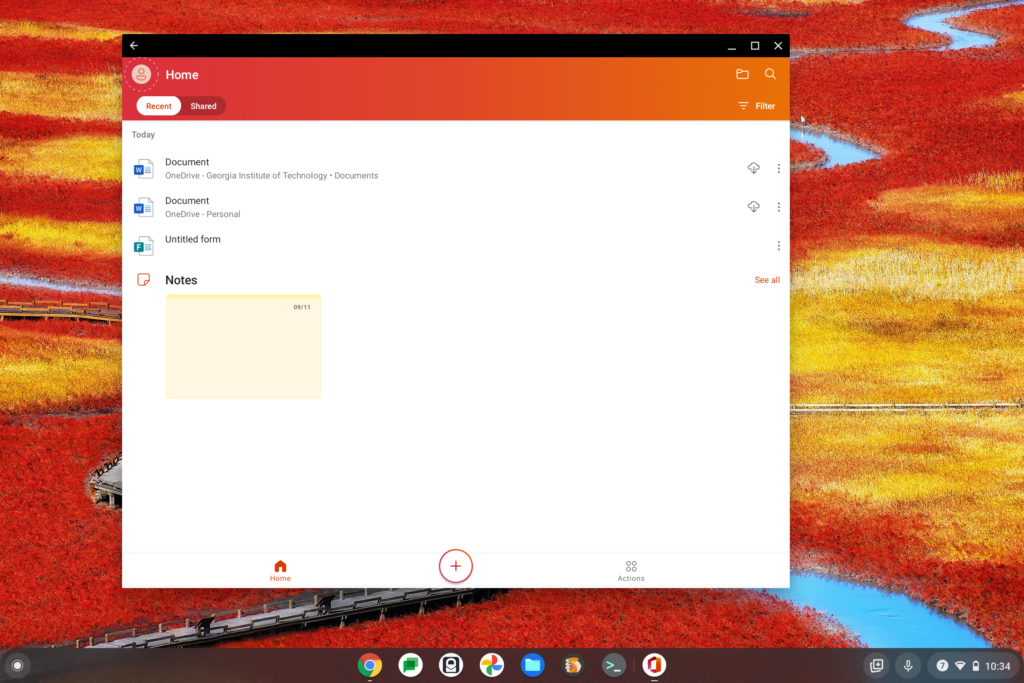 Home
Recent Shared
Filter
Today
Document
OneDrive - Georgia Institute of Technology • Documents
Document
OneDrive - Personal
Untitled form
Notes
See all
09/11
Home
Actions
10:34